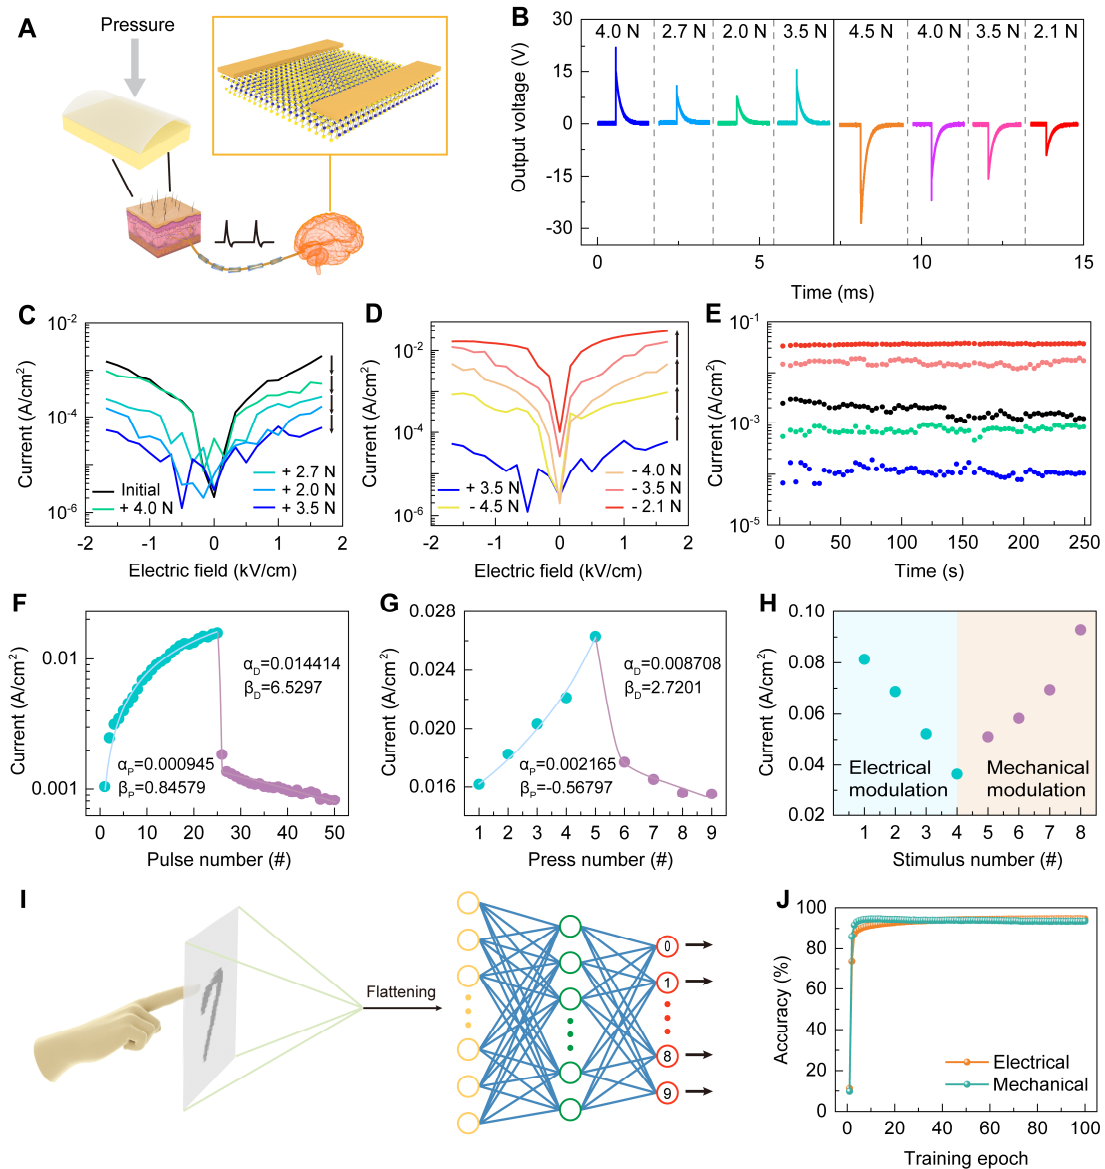 A
Pressure
B
Output voltage (V)
30
15
0
-15
-30
4.0 N
2.7 N
2.0 N
3.5 N
4.5 N
4.0 N
3.5 N
2.1 N
0
5
10
15
Time (ms)
C
Current (A/cm²)
10⁻²
10⁻⁴
10⁻⁶
Initial
+ 4.0 N
+ 2.7 N
+ 2.0 N
+ 3.5 N
-2
-1
0
1
2
Electric field (kV/cm)
D
Current (A/cm²)
10⁻²
10⁻⁴
10⁻⁶
+ 3.5 N
- 4.5 N
- 4.0 N
- 3.5 N
- 2.1 N
-2
-1
0
1
2
Electric field (kV/cm)
E
Current (A/cm²)
10⁻¹
10⁻³
10⁻⁵
0
50
100
150
200
250
Time (s)
F
Current (A/cm²)
0.01
0.001
α_D=0.014414
β_D=6.5297
α_P=0.000945
β_P=0.84579
0
10
20
30
40
50
Pulse number (#)
G
Current (A/cm²)
0.028
0.024
0.020
0.016
α_D=0.008708
β_D=2.7201
α_P=0.002165
β_P=-0.56797
1
2
3
4
5
6
7
8
9
Press number (#)
H
Current (A/cm²)
0.10
0.08
0.06
0.04
0.02
Electrical
modulation
Mechanical
modulation
1
2
3
4
5
6
7
8
Stimulus number (#)
I
7
Flattening
0
1
8
9
J
Accuracy (%)
100
80
60
40
20
0
Electrical
Mechanical
0
20
40
60
80
100
Training epoch